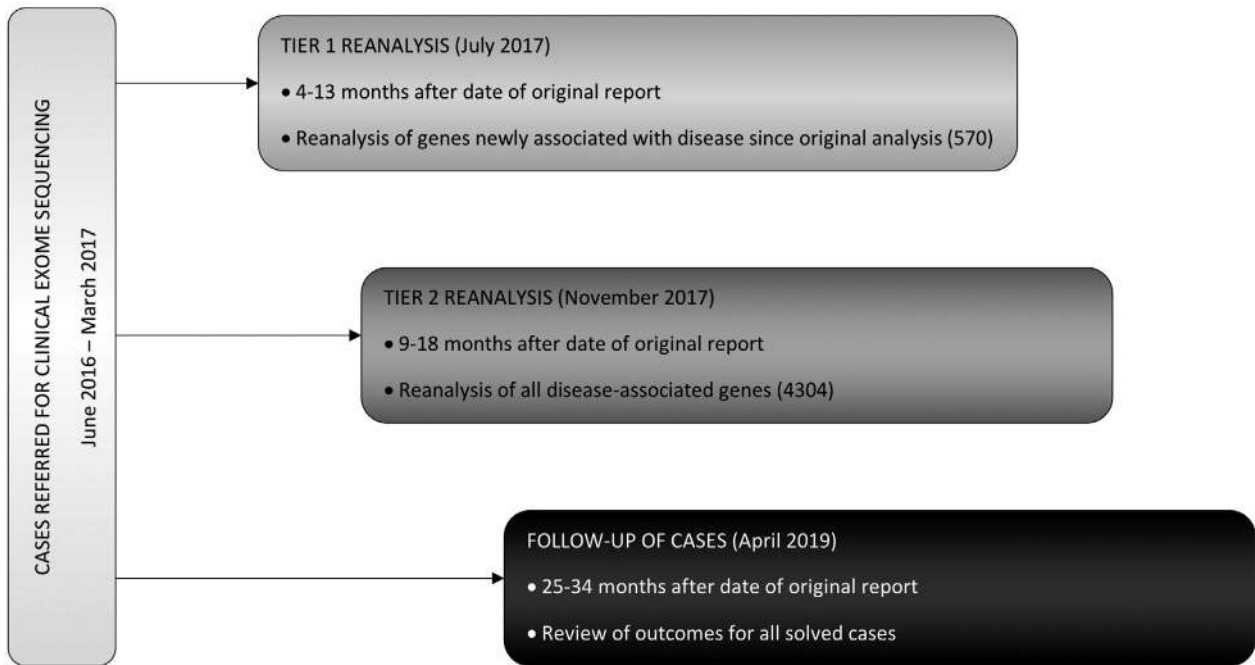 CASES REFERRED FOR CLINICAL EXOME SEQUENCING
June 2016 – March 2017
TIER 1 REANALYSIS (July 2017)
• 4-13 months after date of original report
• Reanalysis of genes newly associated with disease since original analysis (570)
TIER 2 REANALYSIS (November 2017)
• 9-18 months after date of original report
• Reanalysis of all disease-associated genes (4304)
FOLLOW-UP OF CASES (April 2019)
• 25-34 months after date of original report
• Review of outcomes for all solved cases